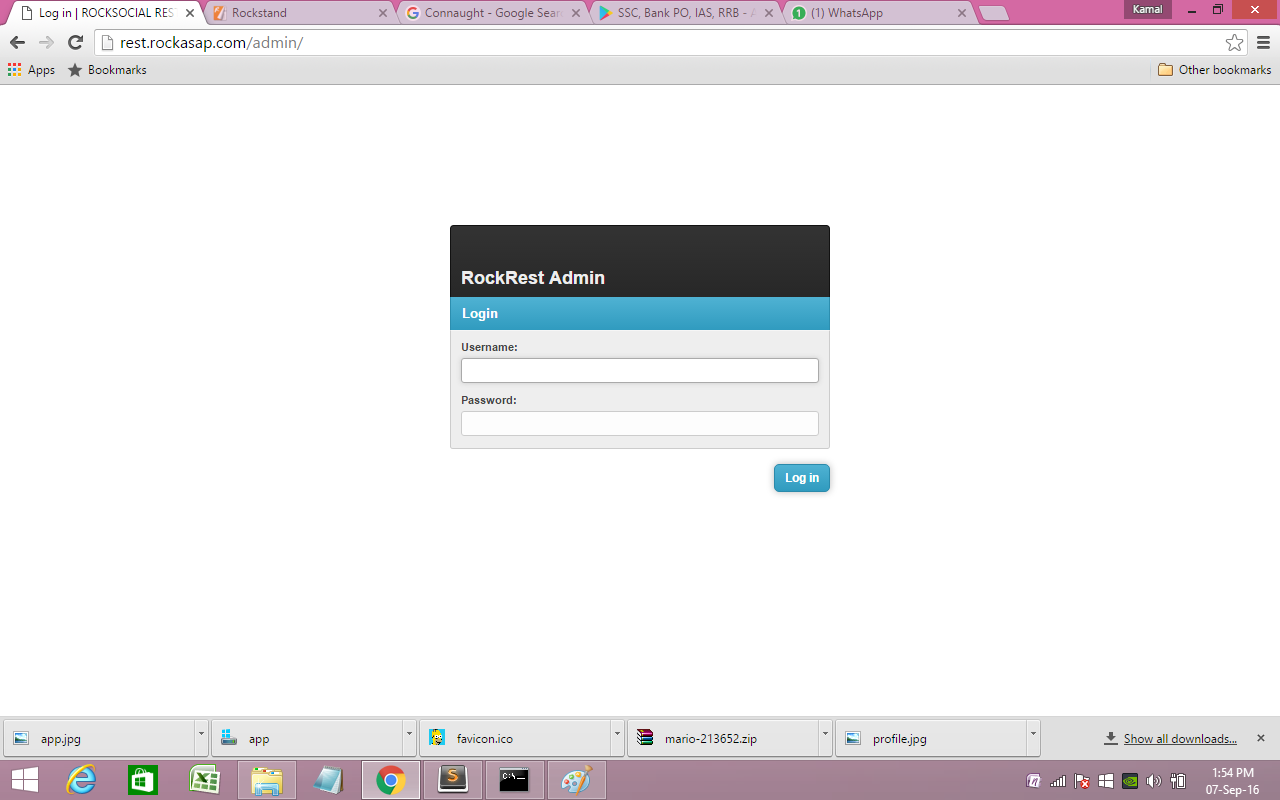 Log in | ROCKSOCIAL RES
Rockstand
Connaught - Google Sear
SSC, Bank PO, IAS, RRB - A
(1) WhatsApp
Kamal
rest.rockasap.com/admin/
Apps
Bookmarks
Other bookmarks
RockRest Admin
Login
Username:
Password:
Log in
app.jpg
app
favicon.ico
mario-213652.zip
profile.jpg
Show all downloads...
1:54 PM
07-Sep-16